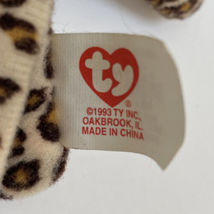 ty
©1993 TY INC.,
OAKBROOK, IL.
MADE IN CHINA